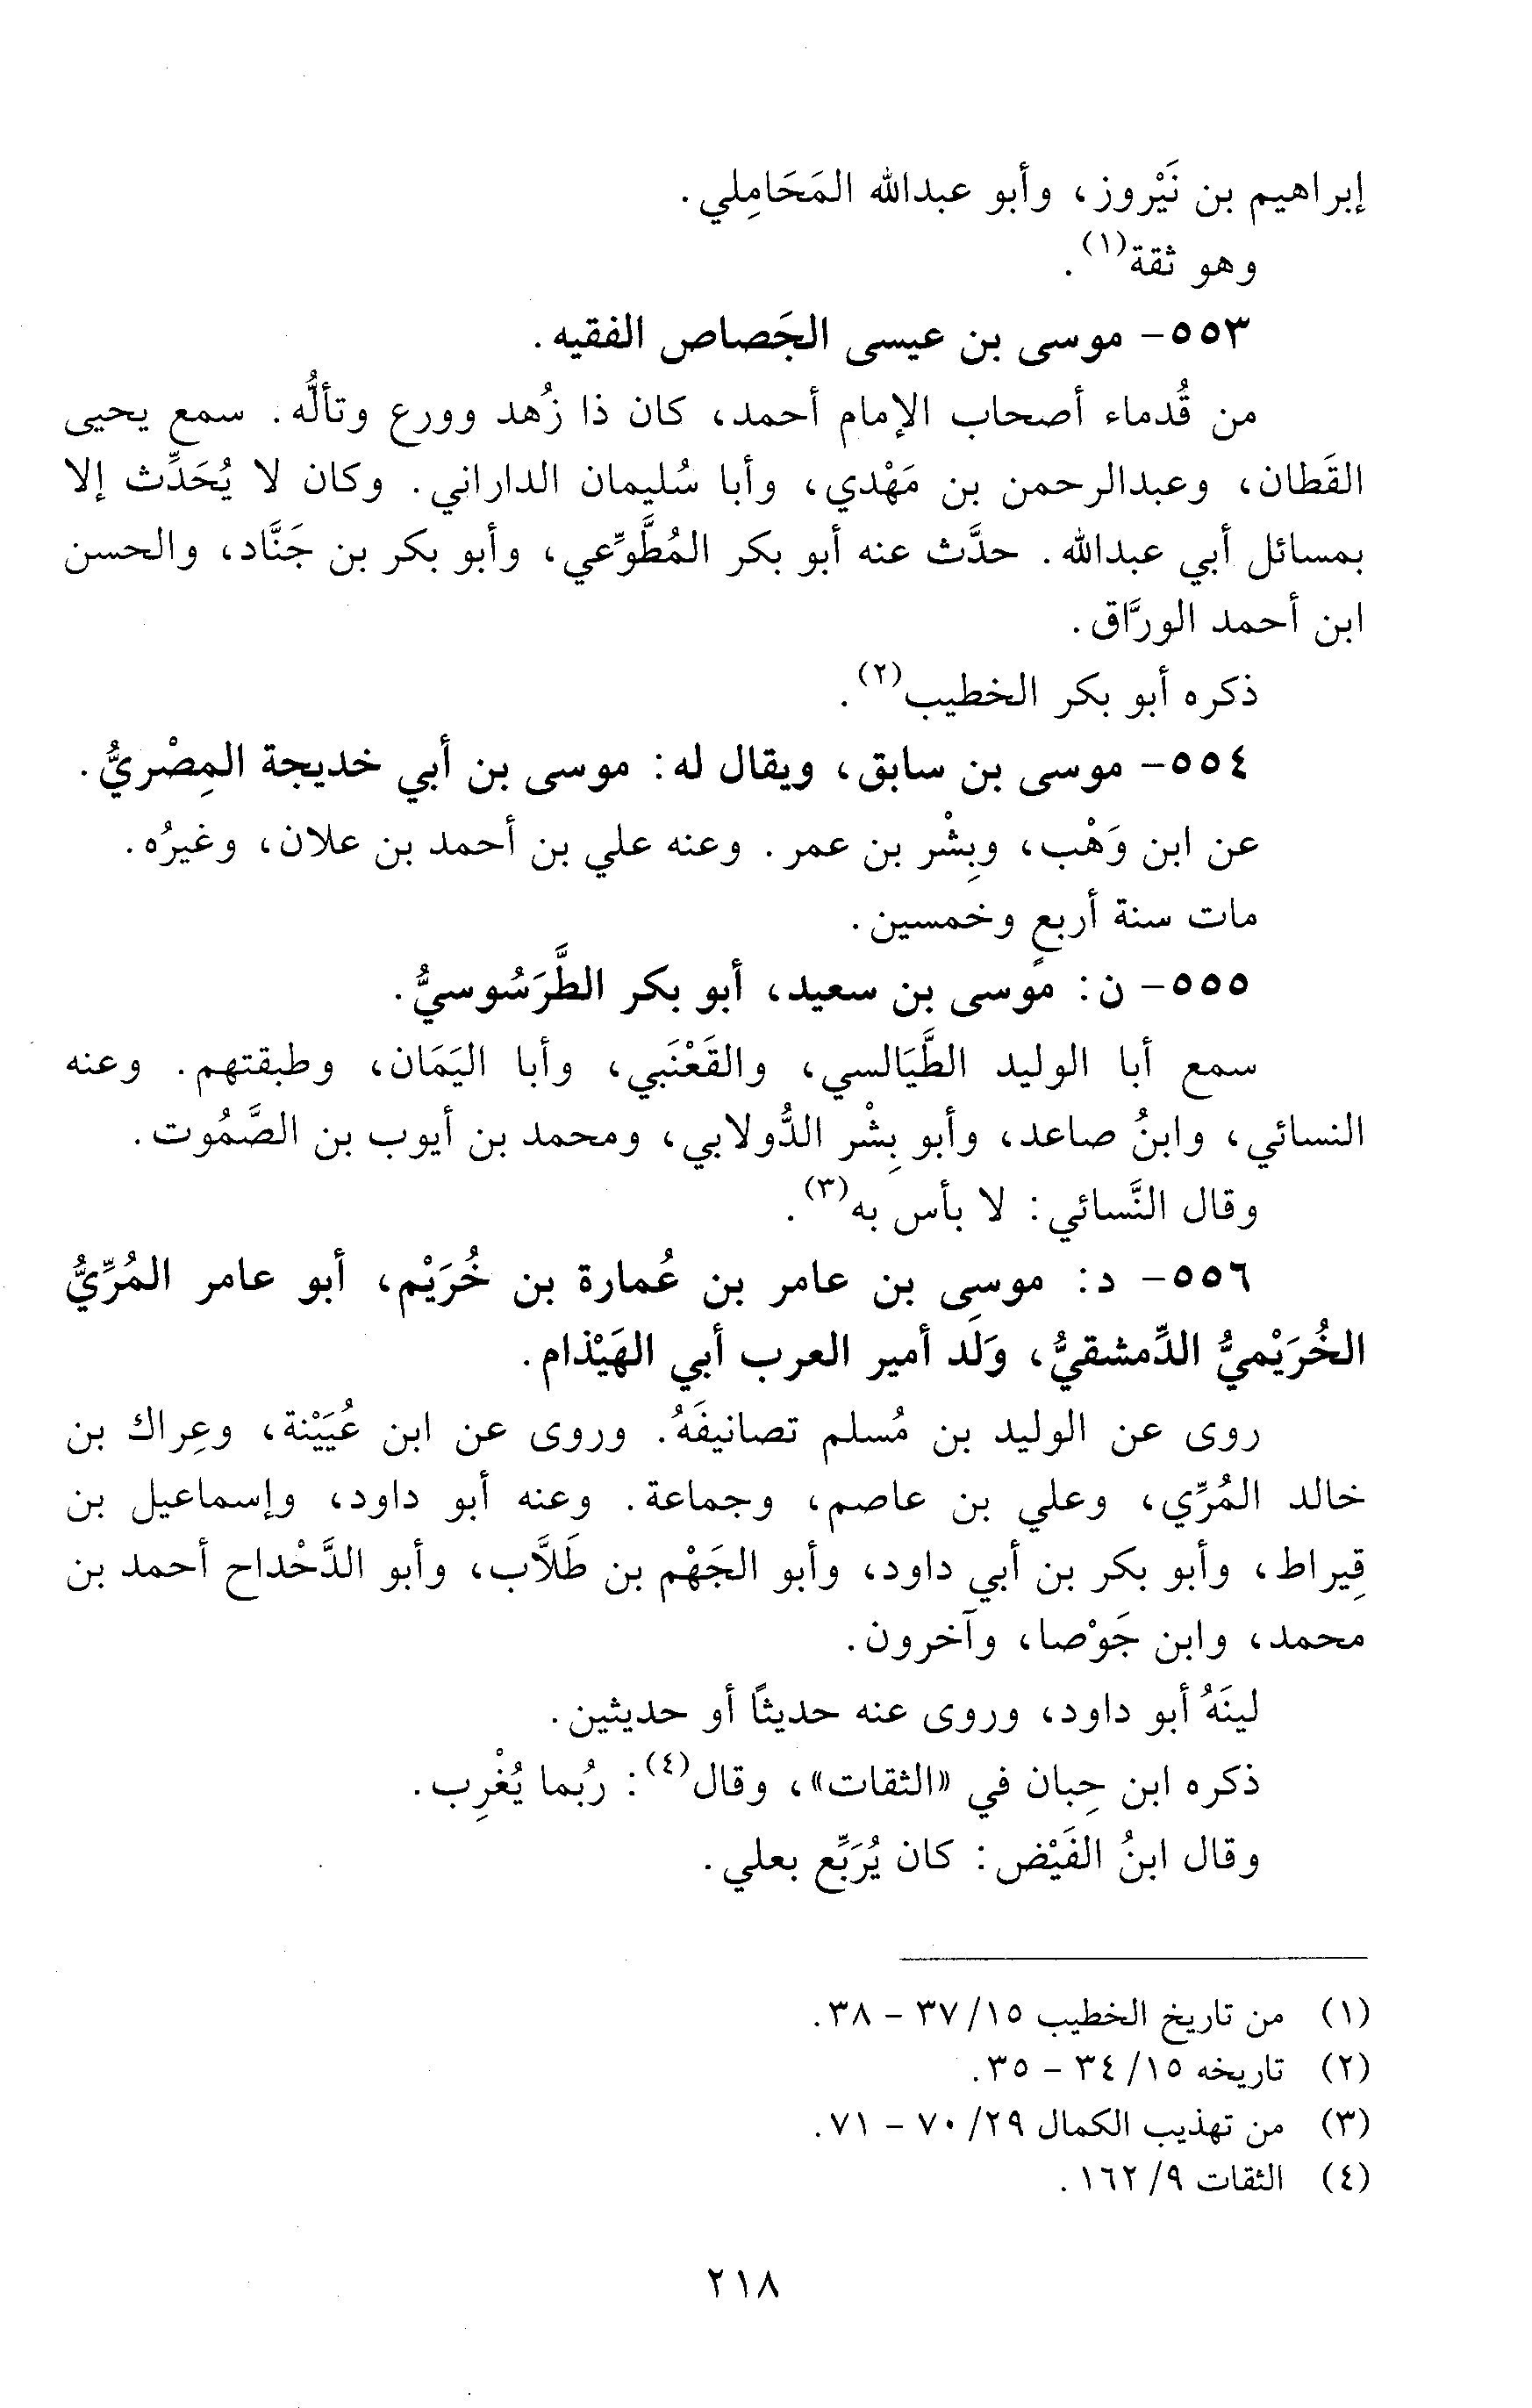 إبراهيم بن نَيْروز، وأبو عبدالله المَحَامِلي.
وهو ثقة(١).
٥٥٣- موسى بن عيسى الجَصاص الفقيه.
من قُدماء أصحاب الإمام أحمد، كان ذا زُهد وورع وتألُّه. سمع يحيى
القَطان، وعبدالرحمن بن مَهْدي، وأبا سُليمان الداراني. وكان لا يُحَدِّث إلا
بمسائل أبي عبدالله. حدَّث عنه أبو بكر المُطَّوِّعي، وأبو بكر بن جَنَّاد، والحسن
ابن أحمد الورَّاق.
ذكره أبو بكر الخطيب(٢).
٥٥٤- موسى بن سابق، ويقال له: موسى بن أبي خديجة المِصْريُّ.
عن ابن وَهْب، وبِشْر بن عمر. وعنه علي بن أحمد بن علان، وغيرُه.
مات سنة أربعٍ وخمسين.
٥٥٥- ن: موسى بن سعيد، أبو بكر الطَّرَسُوسيُّ.
سمع أبا الوليد الطَّيَالسي، والقَعْنَبي، وأبا اليَمَان، وطبقتهم. وعنه
النسائي، وابنُ صاعد، وأبو بِشْر الدُّولابي، ومحمد بن أيوب بن الصَّمُوت.
وقال النَّسائي: لا بأس به(٣).
٥٥٦- د: موسى بن عامر بن عُمارة بن خُرَيْم، أبو عامر المُرِّيُّ
الخُرَيْميُّ الدِّمشقيُّ، وَلَد أمير العرب أبي الهَيْذام.
روى عن الوليد بن مُسلم تصانيفَهُ. وروى عن ابن عُيَيْنة، وعِراك بن
خالد المُرِّي، وعلي بن عاصم، وجماعة. وعنه أبو داود، وإسماعيل بن
قِيراط، وأبو بكر بن أبي داود، وأبو الجَهْم بن طَلاَّب، وأبو الدَّحْداح أحمد بن
محمد، وابن جَوْصا، وآخرون.
لينَهُ أبو داود، وروى عنه حديثاً أو حديثين.
ذكره ابن حِبان في «الثقات»، وقال(٤): رُبما يُغْرِب.
وقال ابنُ الفَيْض: كان يُرَبِّع بعلي.
(١) من تاريخ الخطيب ١٥/ ٣٧ - ٣٨.
(٢) تاريخه ١٥/ ٣٤ - ٣٥.
(٣) من تهذيب الكمال ٢٩/ ٧٠ - ٧١.
(٤) الثقات ٩/ ١٦٢.
٢١٨